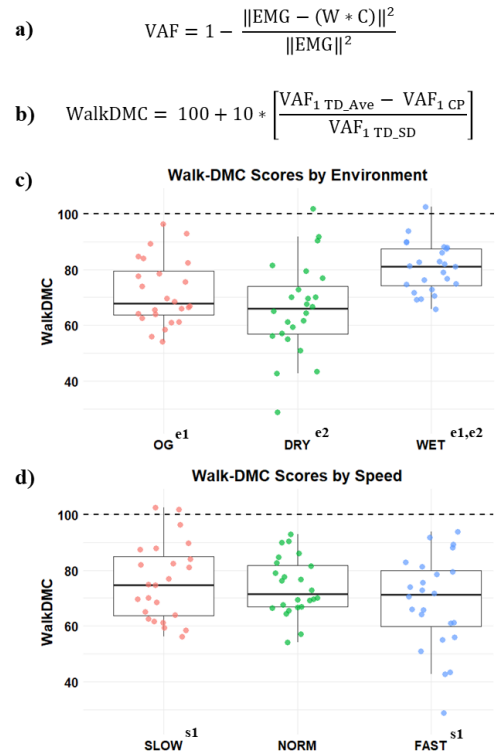 a) VAF = 1 − ‖EMG − (W * C)‖² / ‖EMG‖²
b) WalkDMC = 100 + 10 * [(VAF₁ TD_Ave − VAF₁ CP) / VAF₁ TD_SD]
c) Walk-DMC Scores by Environment
100
80
60
40
WalkDMC
OG e1 DRY e2 WET e1,e2
d) Walk-DMC Scores by Speed
100
80
60
40
WalkDMC
SLOW s1 NORM FAST s1